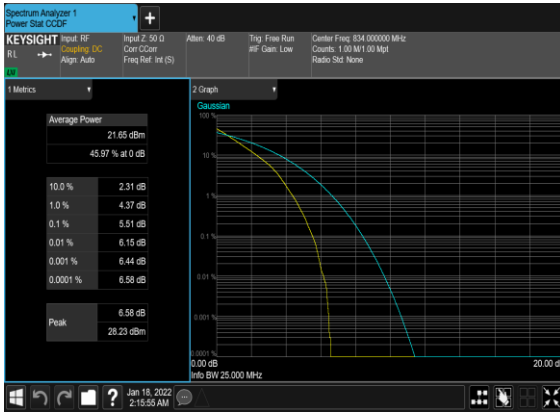 Spectrum Analyzer 1
Power Stat CCDF
+
KEYSIGHT
RL
LV
Input: RF
Coupling: DC
Align: Auto
Input Z: 50 Ω
Corr CCorr
Freq Ref: Int (S)
Atten: 40 dB
Trig: Free Run
#IF Gain: Low
Center Freq: 834.000000 MHz
Counts: 1.00 M/1.00 Mpt
Radio Std: None
1 Metrics
Average Power
21.65 dBm
45.97 % at 0 dB
10.0 % 2.31 dB
1.0 % 4.37 dB
0.1 % 5.51 dB
0.01 % 6.15 dB
0.001 % 6.44 dB
0.0001 % 6.58 dB
Peak
6.58 dB
28.23 dBm
2 Graph
Gaussian
100 %
10 %
1 %
0.1 %
0.01 %
0.001 %
0.0001 %
0.00 dB
20.00 d
Info BW 25.000 MHz
?
Jan 18, 2022
2:15:55 AM